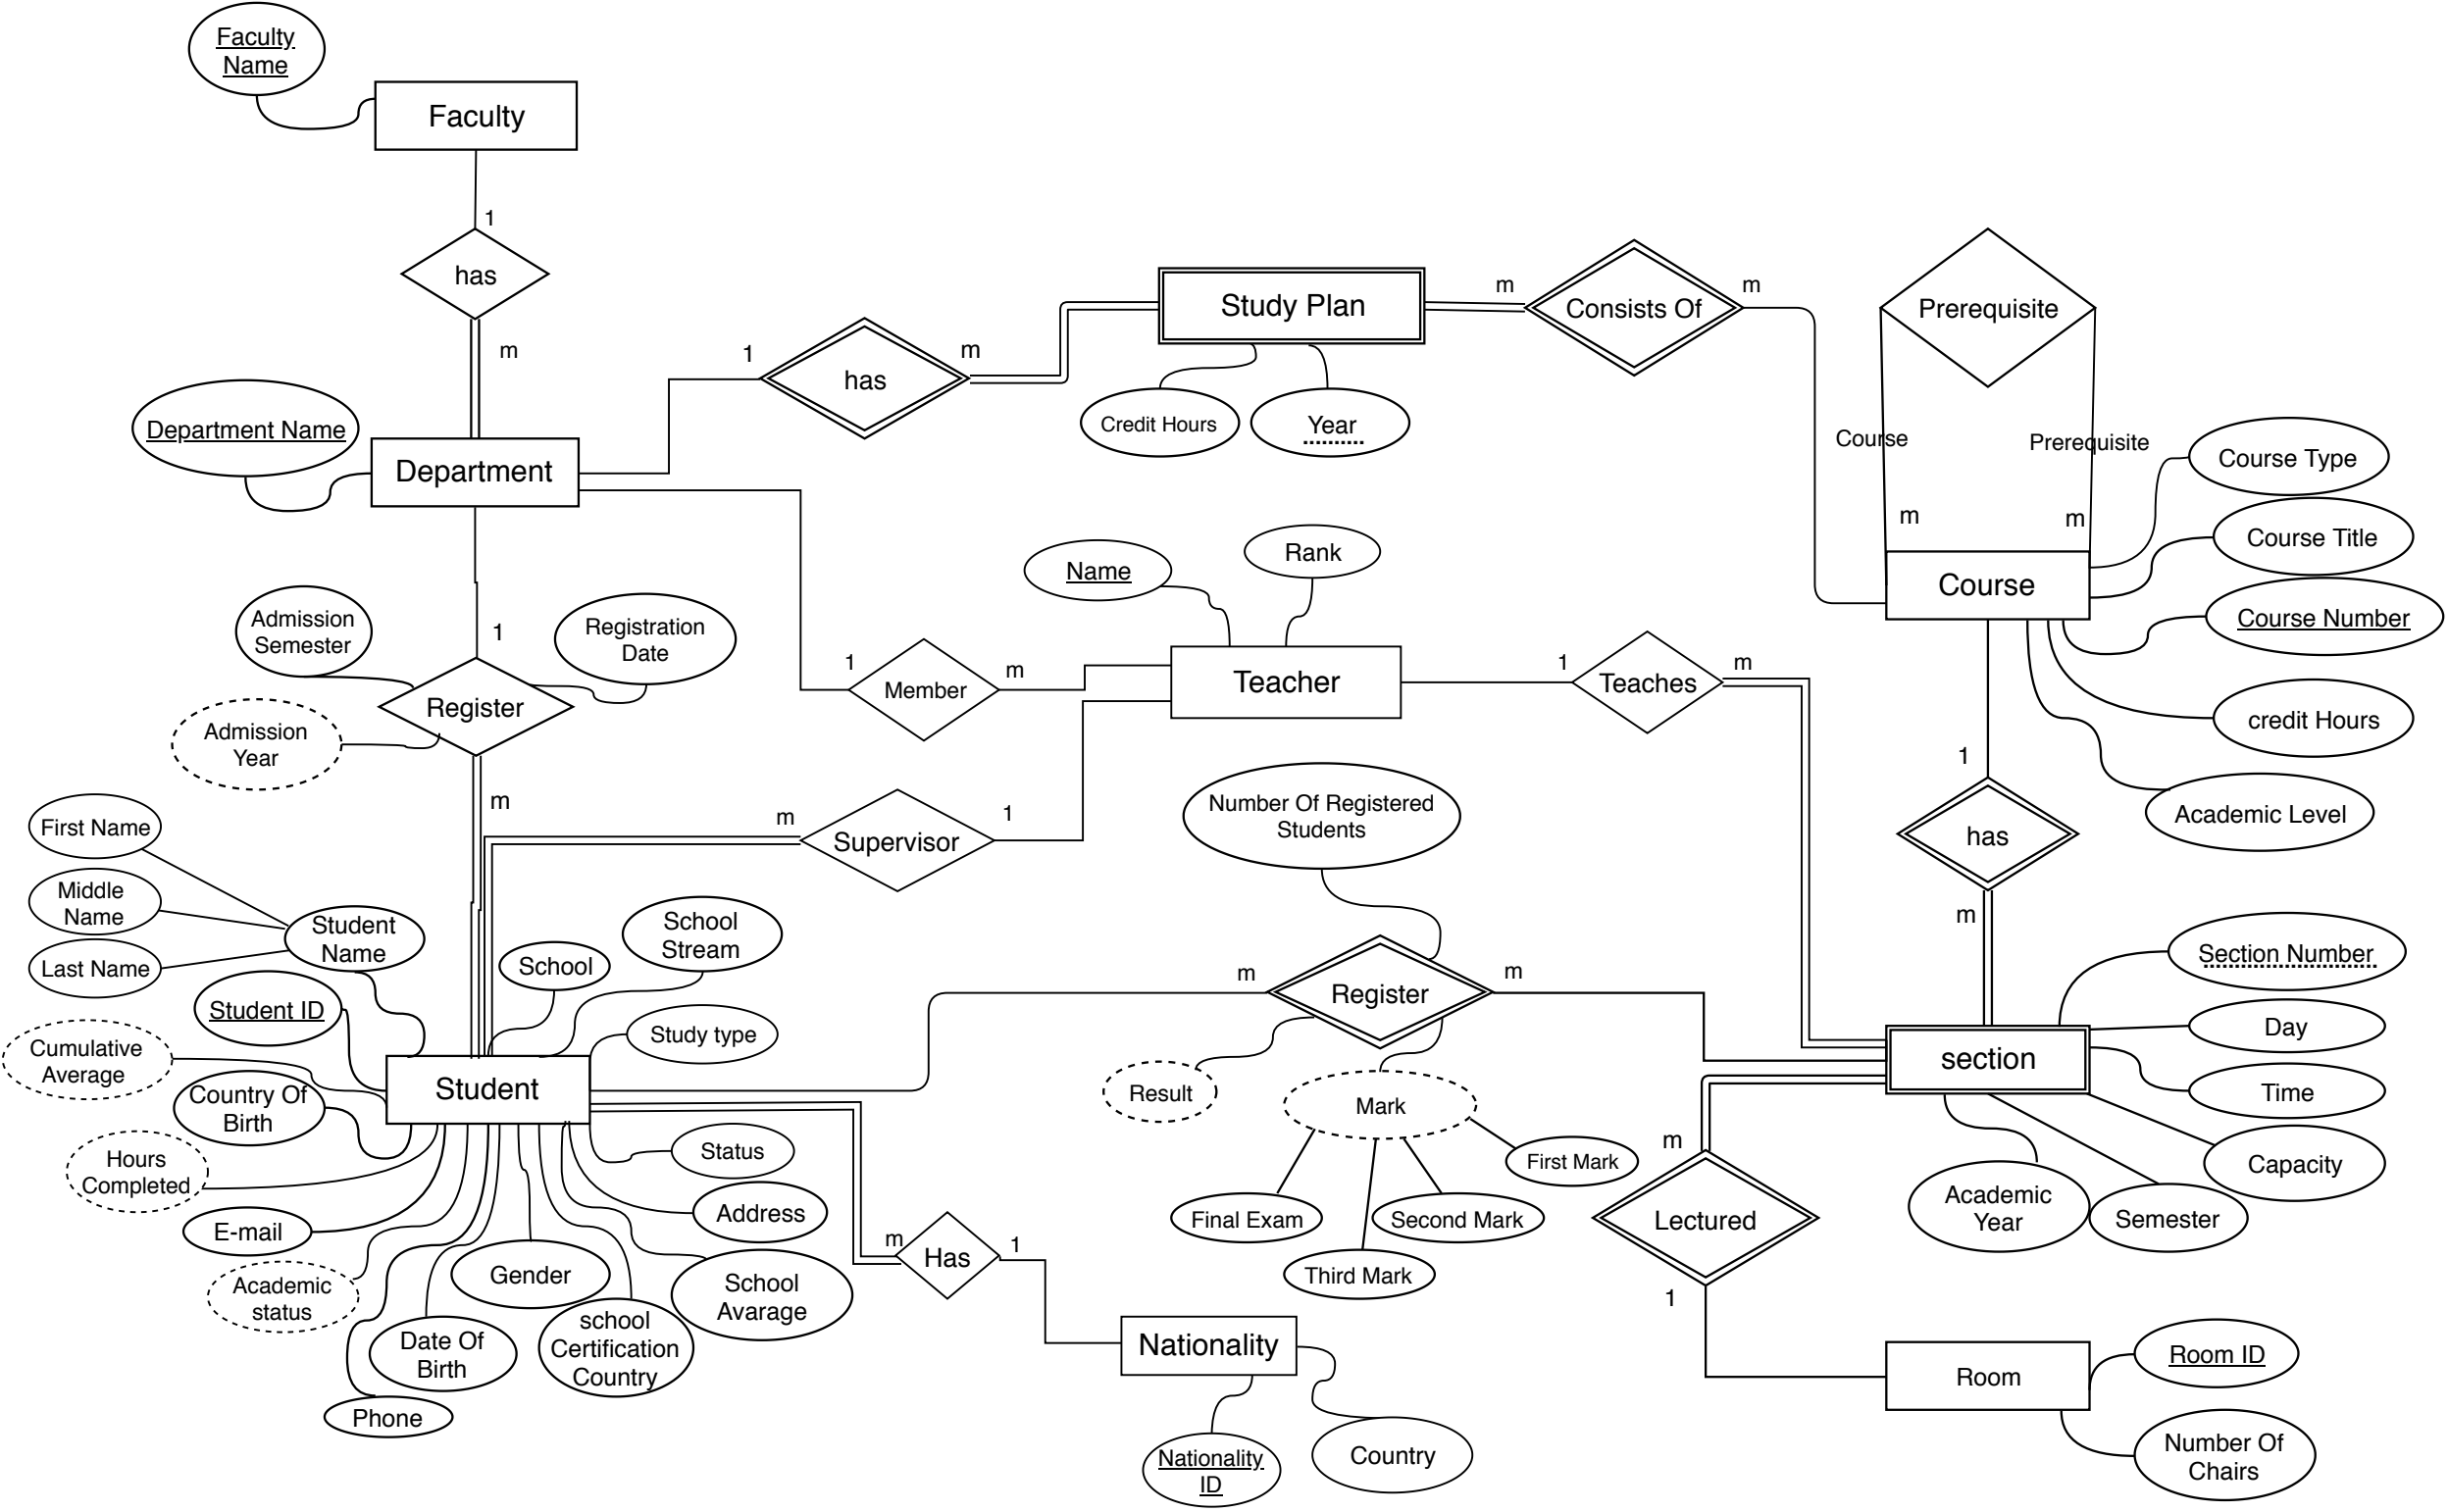 Faculty
Name
Faculty
1
has
m
Department Name
Department
1
has
m
Study Plan
Credit Hours
Year
m
Consists Of
m
Prerequisite
Course
Prerequisite
m
m
Course
Course Type
Course Title
Course Number
credit Hours
Academic Level
Admission
Semester
Registration
Date
1
Register
Admission
Year
m
1
Member
m
Name
Rank
Teacher
1
Teaches
m
m
Supervisor
1
Number Of Registered
Students
1
has
m
First Name
Middle
Name
Last Name
Student
Name
Student ID
School
School
Stream
Study type
Cumulative
Average
Country Of
Birth
Student
Hours
Completed
E-mail
Academic
status
Phone
Date Of
Birth
Gender
school
Certification
Country
School
Avarage
Address
Status
m
Register
m
Result
Mark
First Mark
Second Mark
Third Mark
Final Exam
section
Section Number
Day
Time
Capacity
Semester
Academic
Year
m
Lectured
1
m
Has
1
Nationality
Nationality
ID
Country
Room
Room ID
Number Of
Chairs